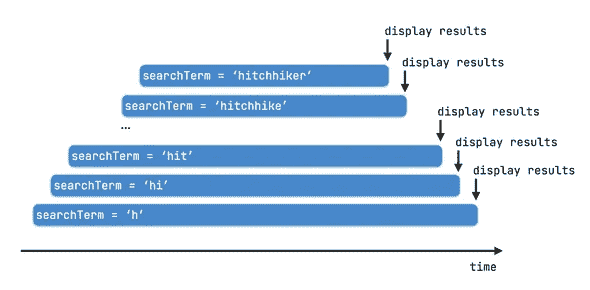 display results
searchTerm = ‘hitchhiker’
display results
searchTerm = ‘hitchhike’
...
display results
searchTerm = ‘hit’
display results
searchTerm = ‘hi’
display results
searchTerm = ‘h’
time